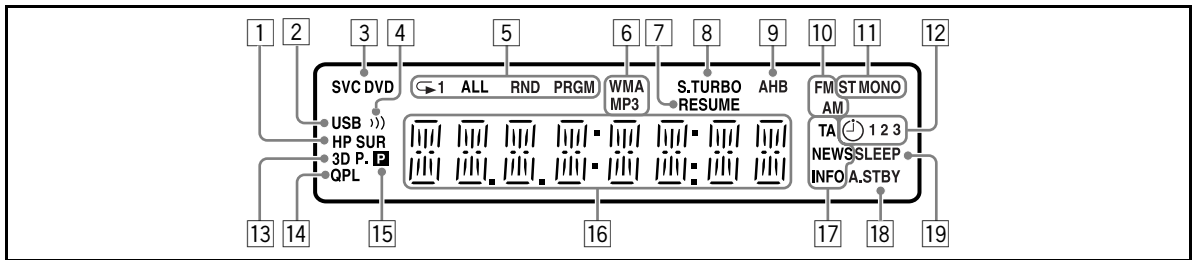 1 2 3 4 5 6 7 8 9 10 11 12
SVC DVD 1 ALL RND PRGM WMA S.TURBO AHB FM ST MONO
MP3 RESUME AM
USB
TA 1 2 3
HP SUR
3D P. P NEWS SLEEP
QPL INFO A.STBY
13 14 15 16 17 18 19